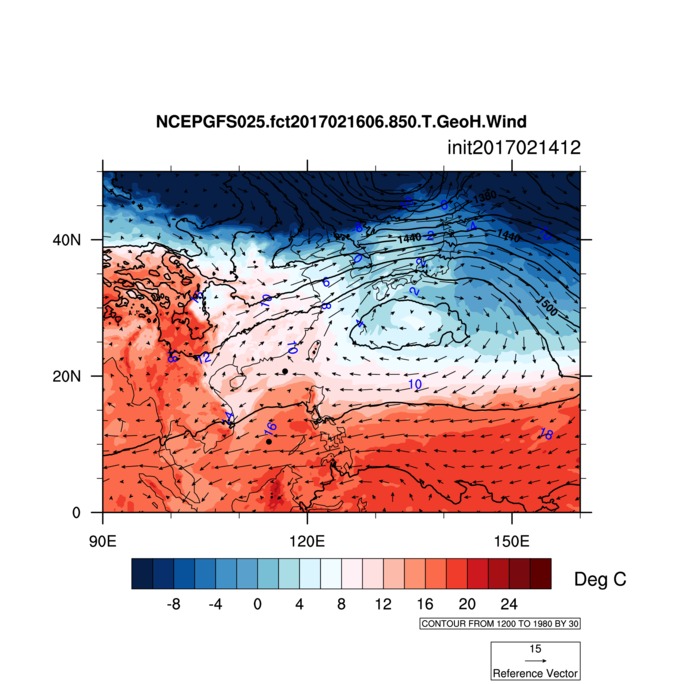 NCEPGFS025.fct2017021606.850.T.GeoH.Wind
init2017021412
1380
1440
1440
1500
40N
20N
0
10
10
10
16
18
12
90E
120E
150E
-8
-4
0
4
8
12
16
20
24
Deg C
CONTOUR FROM 1200 TO 1980 BY 30
15
Reference Vector